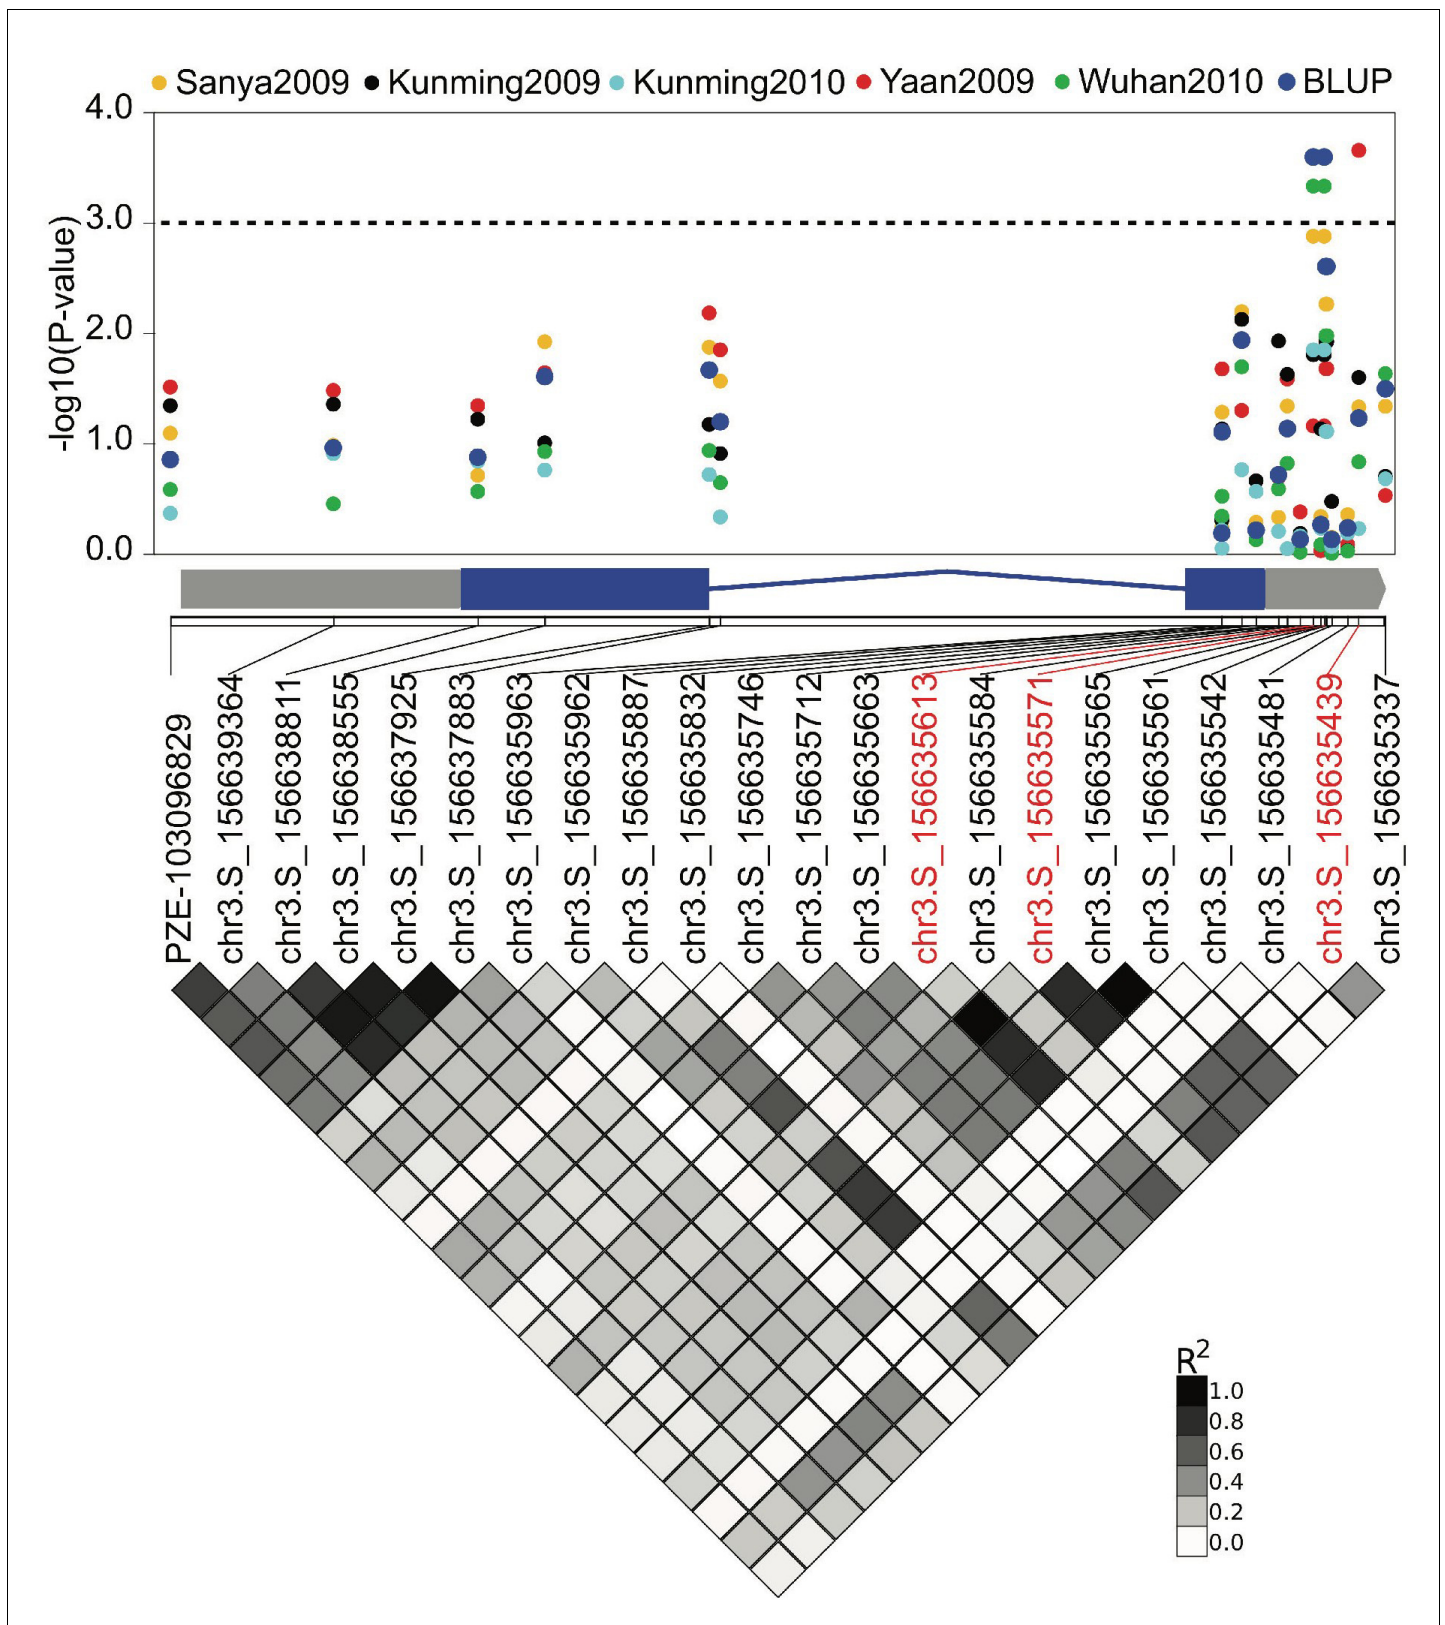 Sanya2009 Kunming2009 Kunming2010 Yaan2009 Wuhan2010 BLUP
4.0
3.0
2.0
1.0
0.0
-log10(P-value)
PZE-103096829
chr3.S_156639364
chr3.S_156638811
chr3.S_156638555
chr3.S_156637925
chr3.S_156637883
chr3.S_156635963
chr3.S_156635962
chr3.S_156635887
chr3.S_156635832
chr3.S_156635746
chr3.S_156635712
chr3.S_156635663
chr3.S_156635613
chr3.S_156635584
chr3.S_156635571
chr3.S_156635565
chr3.S_156635561
chr3.S_156635542
chr3.S_156635481
chr3.S_156635439
chr3.S_156635337
R2
1.0
0.8
0.6
0.4
0.2
0.0